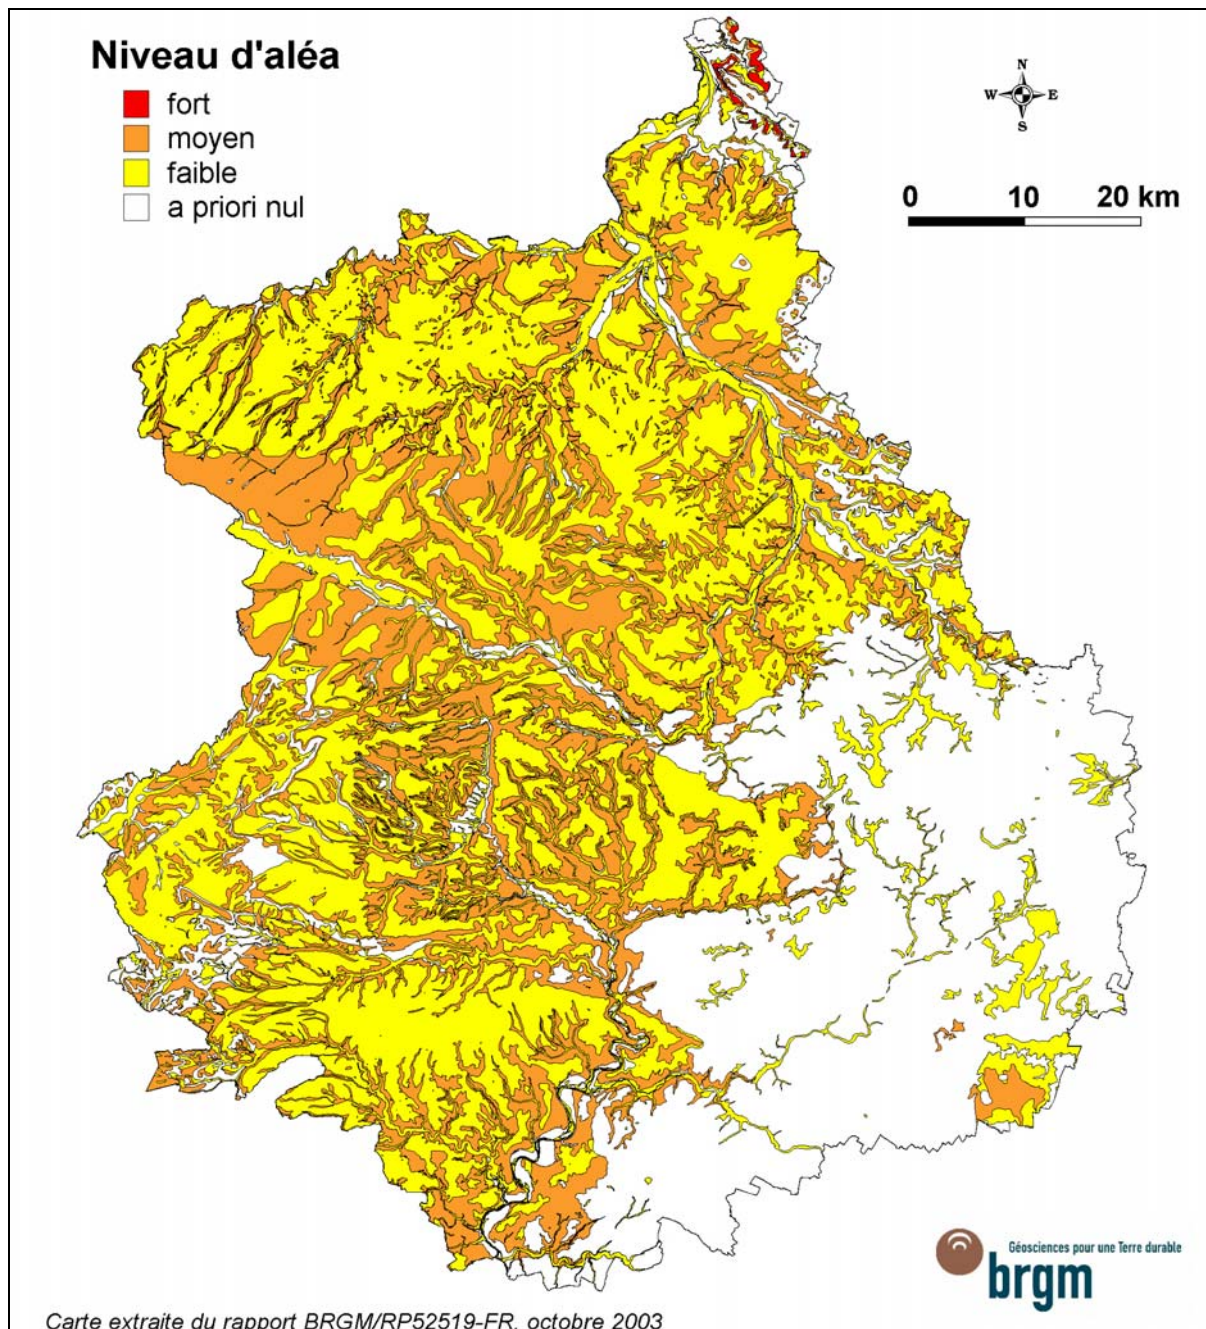 Niveau d'aléa
fort
moyen
faible
a priori nul
N
W E
S
0 10 20 km
Géosciences pour une Terre durable
brgm
Carte extraite du rapport BRGM/RP52519-FR, octobre 2003